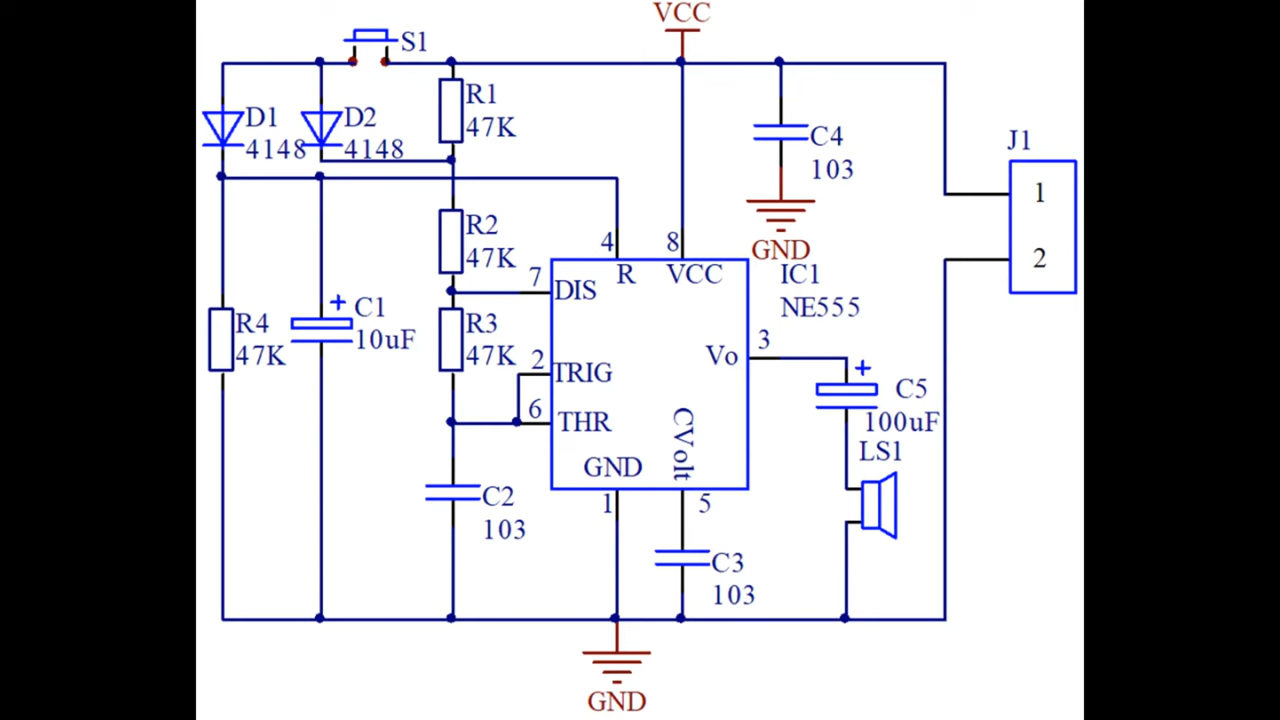 VCC
S1
R1
47K
D1
4148
D2
4148
C4
103
GND
J1
1
2
R2
47K
4
8
R
VCC
IC1
NE555
7
DIS
R4
47K
+
C1
10uF
R3
47K
2
TRIG
6
THR
Vo
3
+
C5
100uF
LS1
CVolt
GND
1
5
C2
103
C3
103
GND